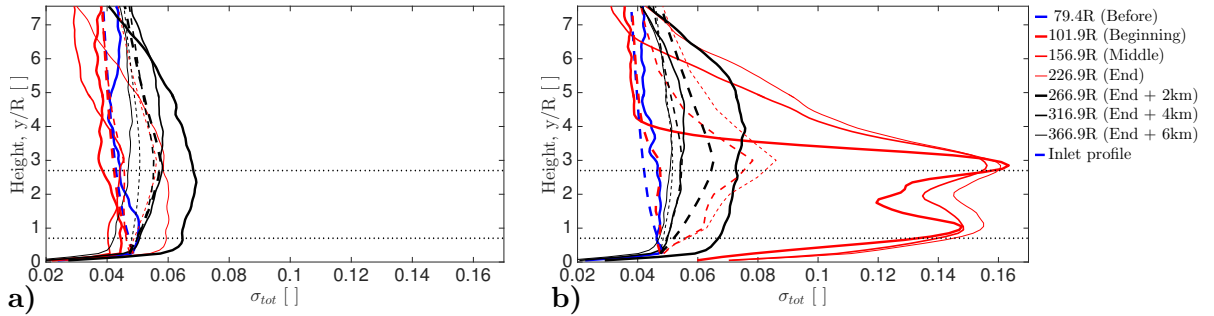 7
6
5
4
3
2
1
0
Height, y/R [ ]
0.02 0.04 0.06 0.08 0.1 0.12 0.14 0.16
σtot [ ]
a)
7
6
5
4
3
2
1
0
Height, y/R [ ]
0.02 0.04 0.06 0.08 0.1 0.12 0.14 0.16
σtot [ ]
b)
79.4R (Before)
101.9R (Beginning)
156.9R (Middle)
226.9R (End)
266.9R (End + 2km)
316.9R (End + 4km)
366.9R (End + 6km)
Inlet profile